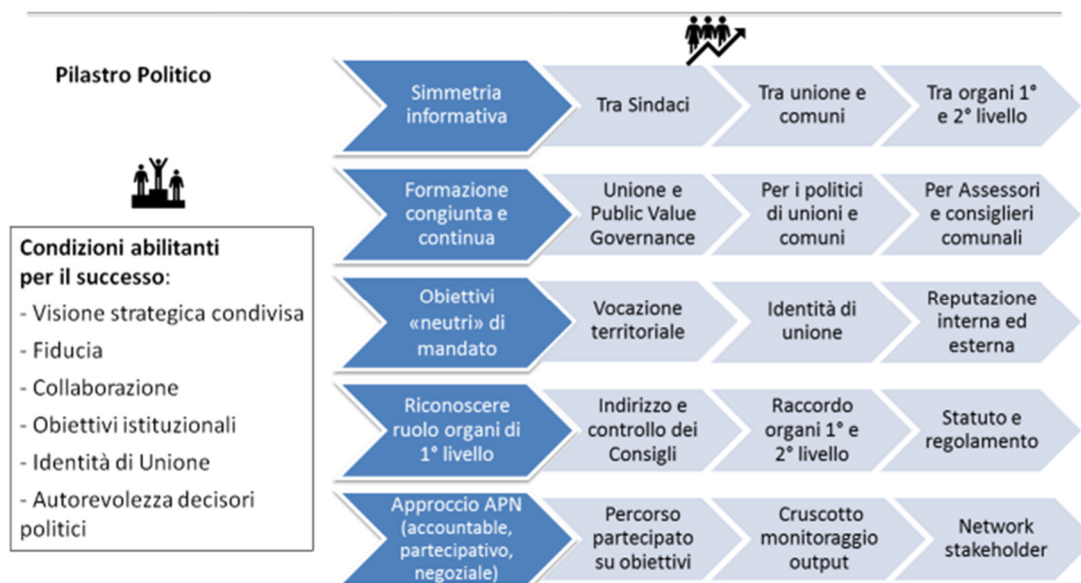 Pilastro Politico
Condizioni abilitanti
per il successo:
- Visione strategica condivisa
- Fiducia
- Collaborazione
- Obiettivi istituzionali
- Identità di Unione
- Autorevolezza decisori
politici
Simmetria
informativa
Tra Sindaci
Tra unione e
comuni
Tra organi 1°
e 2° livello
Formazione
congiunta e
continua
Unione e
Public Value
Governance
Per i politici
di unioni e
comuni
Per Assessori
e consiglieri
comunali
Obiettivi
«neutri» di
mandato
Vocazione
territoriale
Identità di
unione
Reputazione
interna ed
esterna
Riconoscere
ruolo organi di
1° livello
Indirizzo e
controllo dei
Consigli
Raccordo
organi 1° e
2° livello
Statuto e
regolamento
Approccio APN
(accountable,
partecipativo,
negoziale)
Percorso
partecipato
su obiettivi
Cruscotto
monitoraggio
output
Network
stakeholder